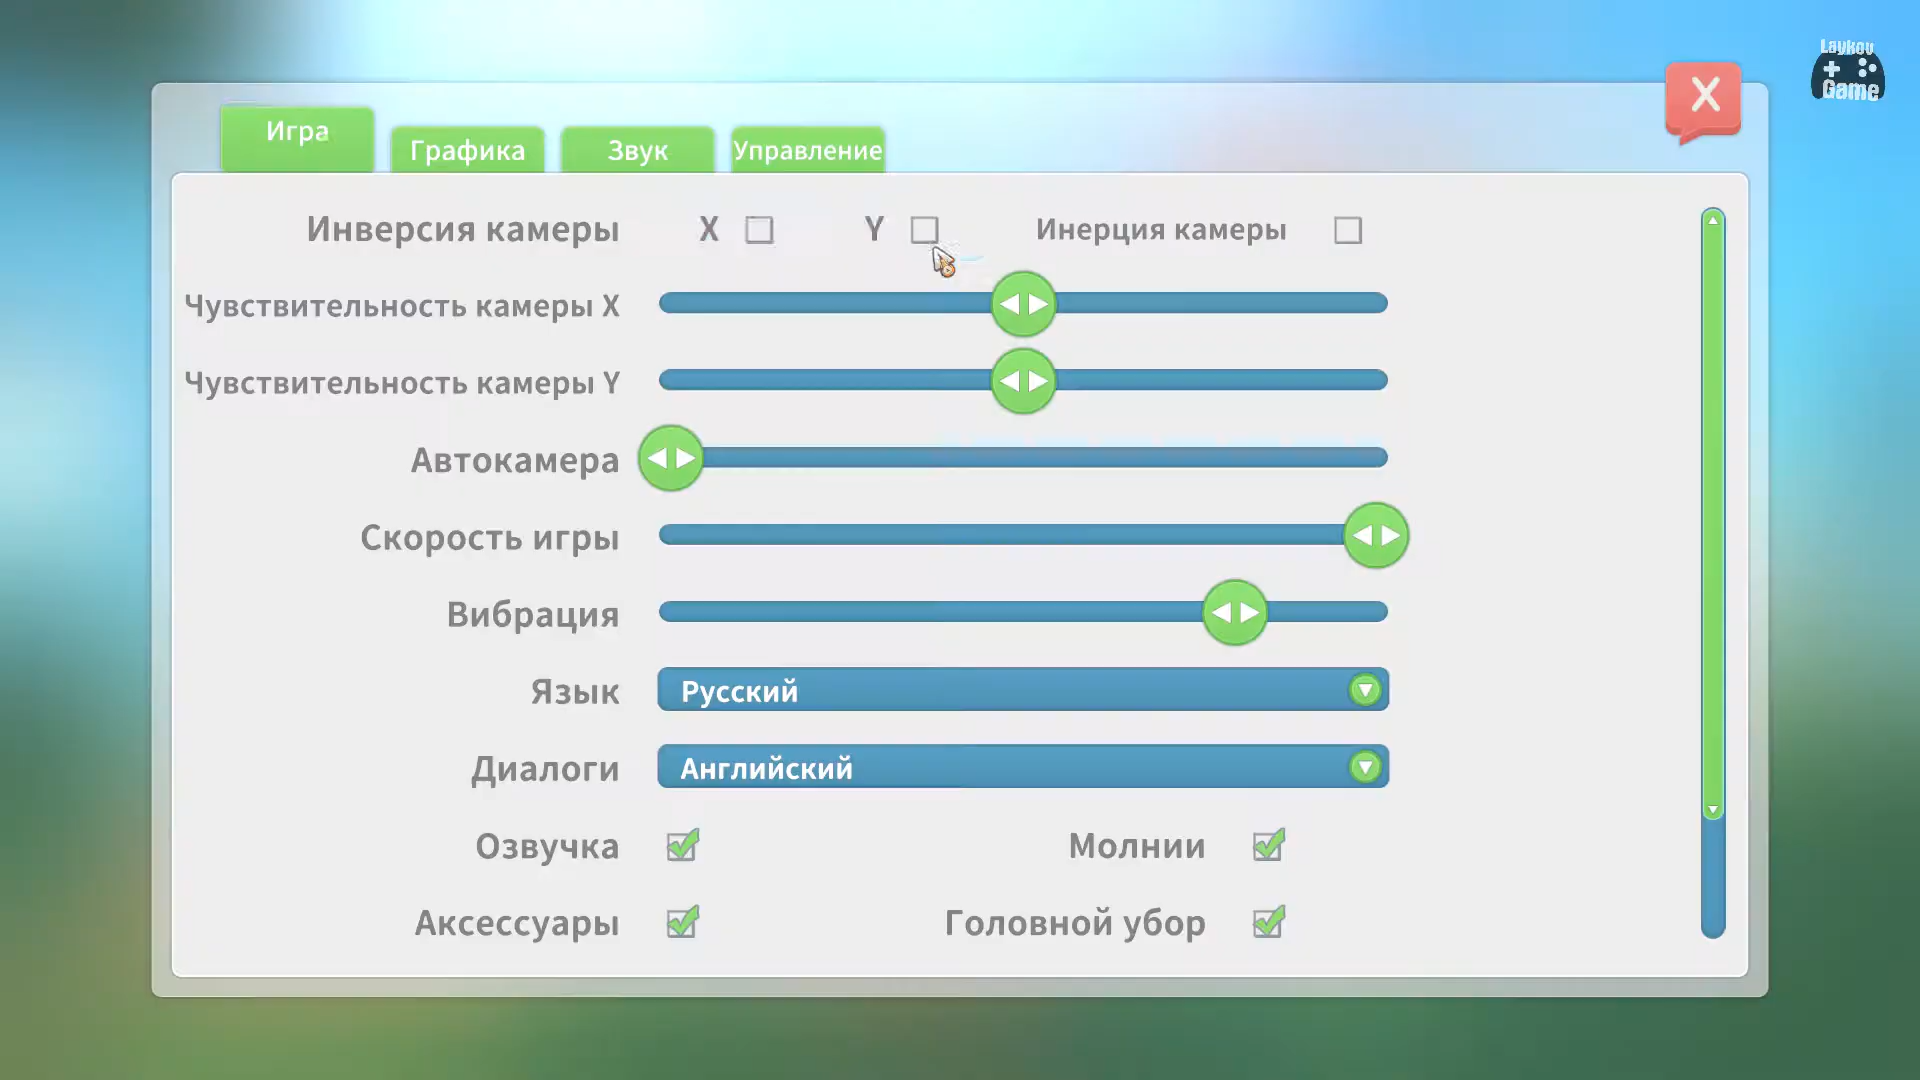 Laykov
Game
X
Игра
Графика
Звук
Управление
Инверсия камеры X Y Инерция камеры
Чувствительность камеры X
Чувствительность камеры Y
Автокамера
Скорость игры
Вибрация
Язык Русский
Диалоги Английский
Озвучка Молнии
Аксессуары Головной убор